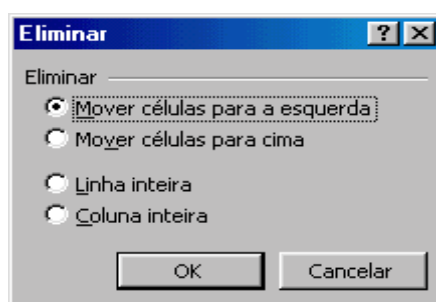 Eliminar
Eliminar
Mover células para a esquerda
Mover células para cima
Linha inteira
Coluna inteira
OK Cancelar